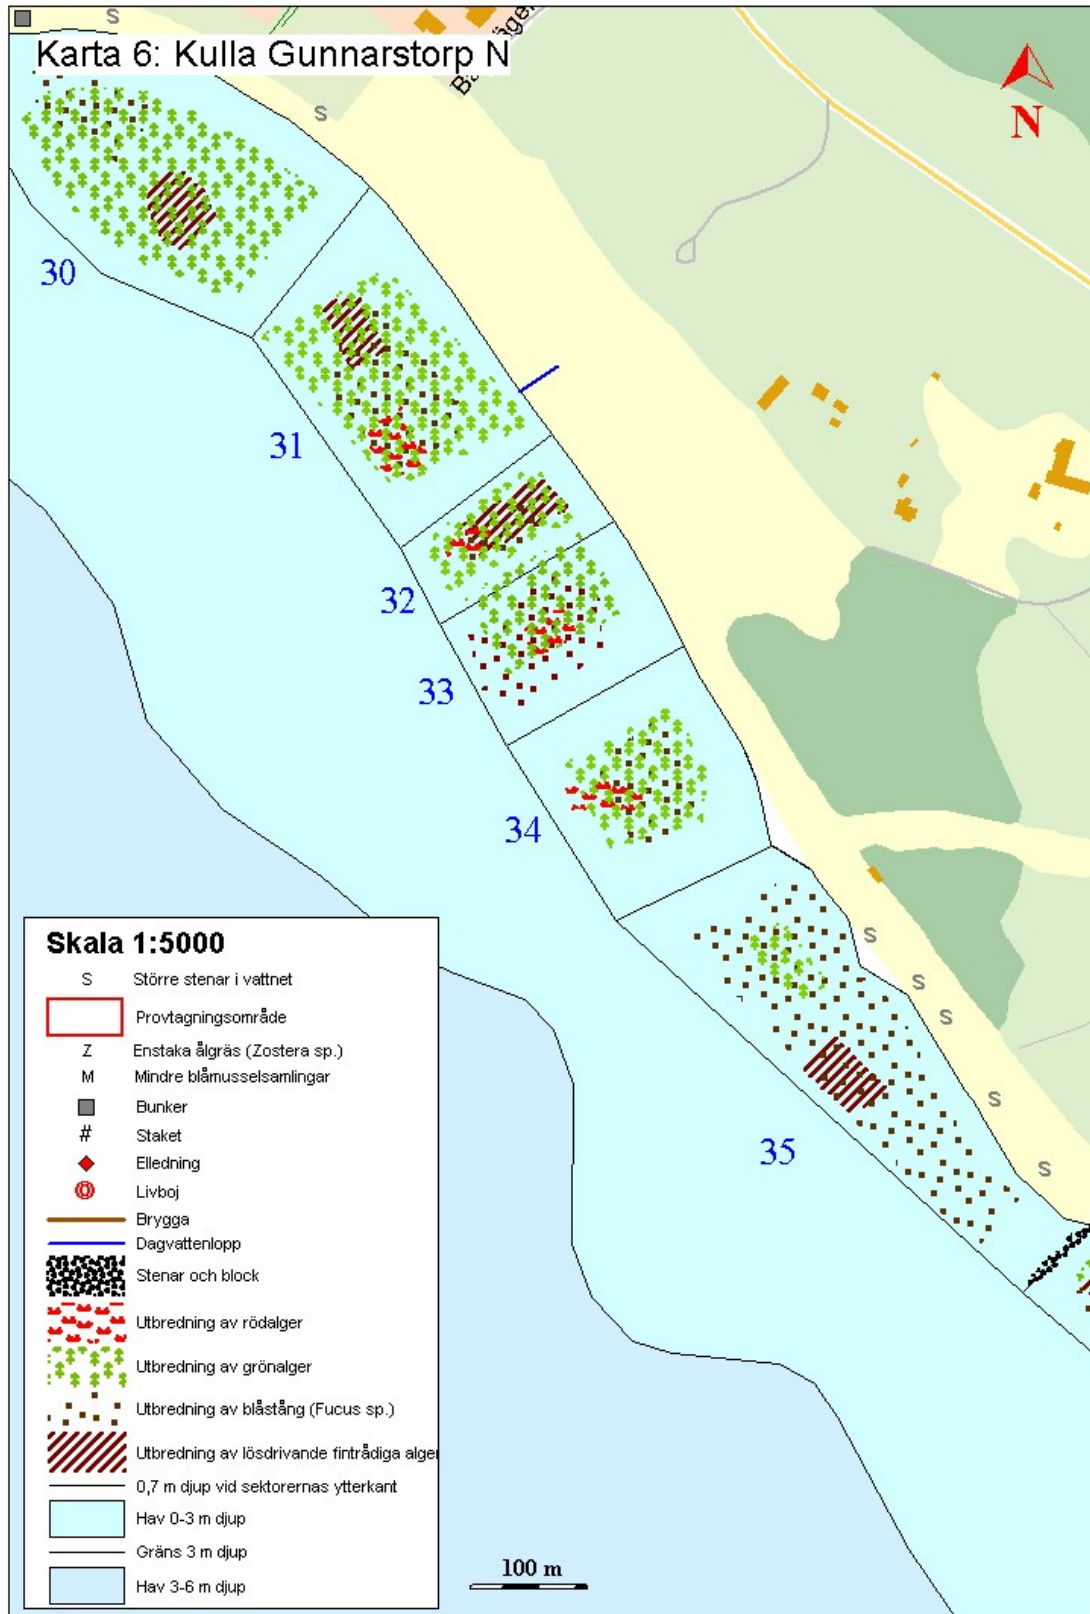 S
Karta 6: Kulla Gunnarstorp N
S
N
30
31
32
33
34
35
S
S
S
S
S
Skala 1:5000
S Större stenar i vattnet
Provtagningsområde
Z Enstaka ålgräs (Zostera sp.)
M Mindre blåmusselsamlingar
Bunker
# Staket
Elledning
Livboj
Brygga
Dagvattenlopp
Stenar och block
Utbredning av rödalger
Utbredning av grönalger
Utbredning av blåstång (Fucus sp.)
Utbredning av lösdrivande fintrådiga alger
0,7 m djup vid sektorernas ytterkant
Hav 0-3 m djup
Gräns 3 m djup
Hav 3-6 m djup
100 m